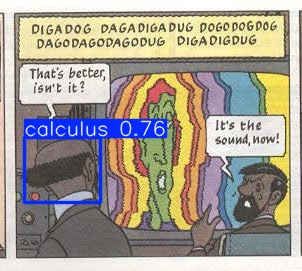 DIGADOG DAGADIGADUG DOGODOGDOG
DAGODAGODAGODUG DIGADIGDUG
That's better,
isn't it?
calculus 0.76
It's the
sound, now!